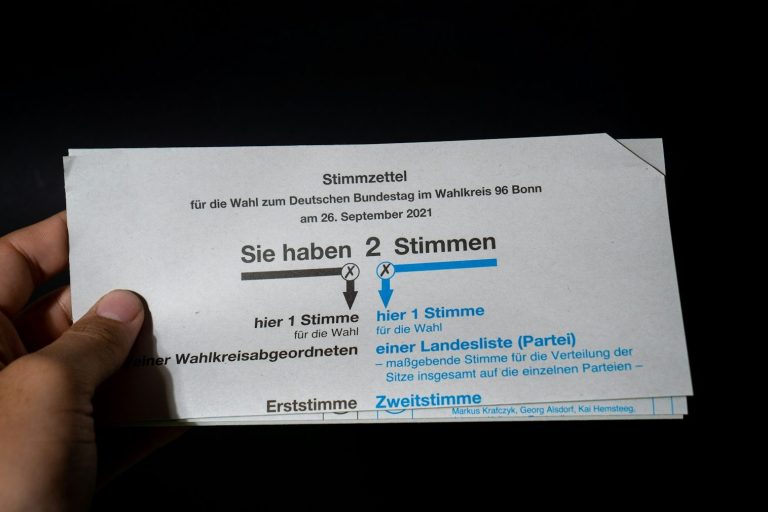 Stimmzettel
für die Wahl zum Deutschen Bundestag im Wahlkreis 96 Bonn
am 26. September 2021
Sie haben 2 Stimmen
hier 1 Stimme
für die Wahl
einer Wahlkreisabgeordneten
hier 1 Stimme
für die Wahl
einer Landesliste (Partei)
– maßgebende Stimme für die Verteilung der
Sitze insgesamt auf die einzelnen Parteien –
Erststimme
Zweitstimme
Markus Krafczyk, Georg Alsdorf, Kai Hemsteeg,